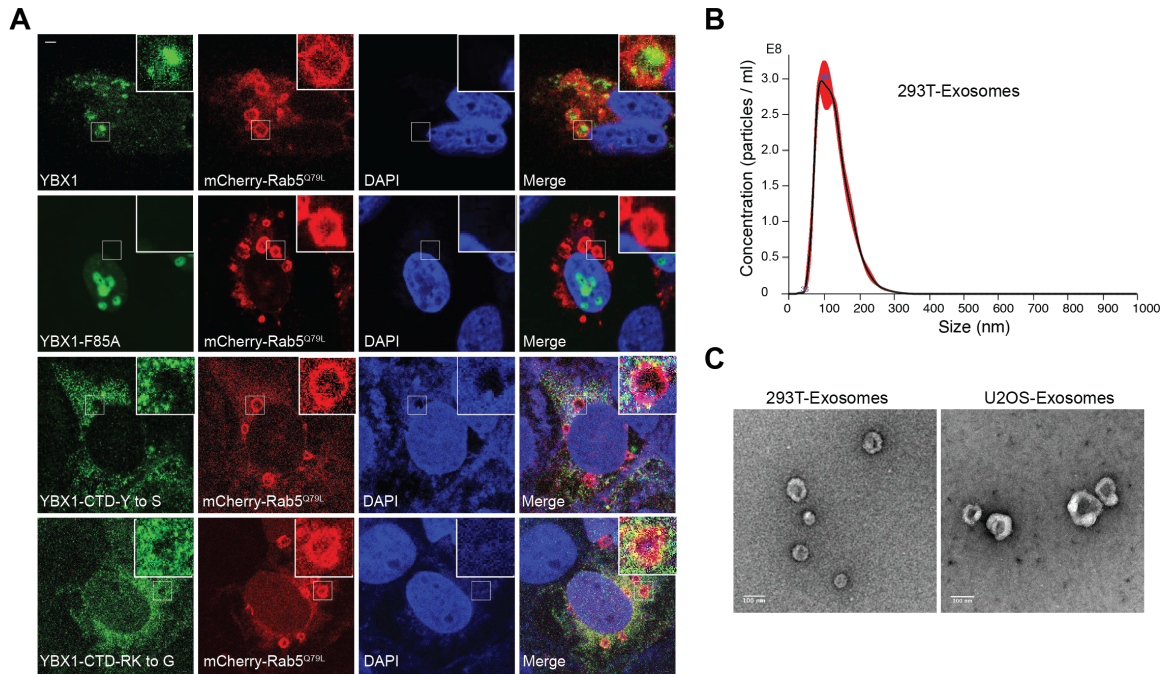 A
YBX1 mCherry-Rab5Q79L DAPI Merge
YBX1-F85A mCherry-Rab5Q79L DAPI Merge
YBX1-CTD-Y to S mCherry-Rab5Q79L DAPI Merge
YBX1-CTD-RK to G mCherry-Rab5Q79L DAPI Merge
B
E8
293T-Exosomes
Concentration (particles / ml)
3.0
2.5
2.0
1.5
1.0
0.5
0
0 100 200 300 400 500 600 700 800 900 1000
Size (nm)
C
293T-Exosomes U2OS-Exosomes
100 nm 100 nm